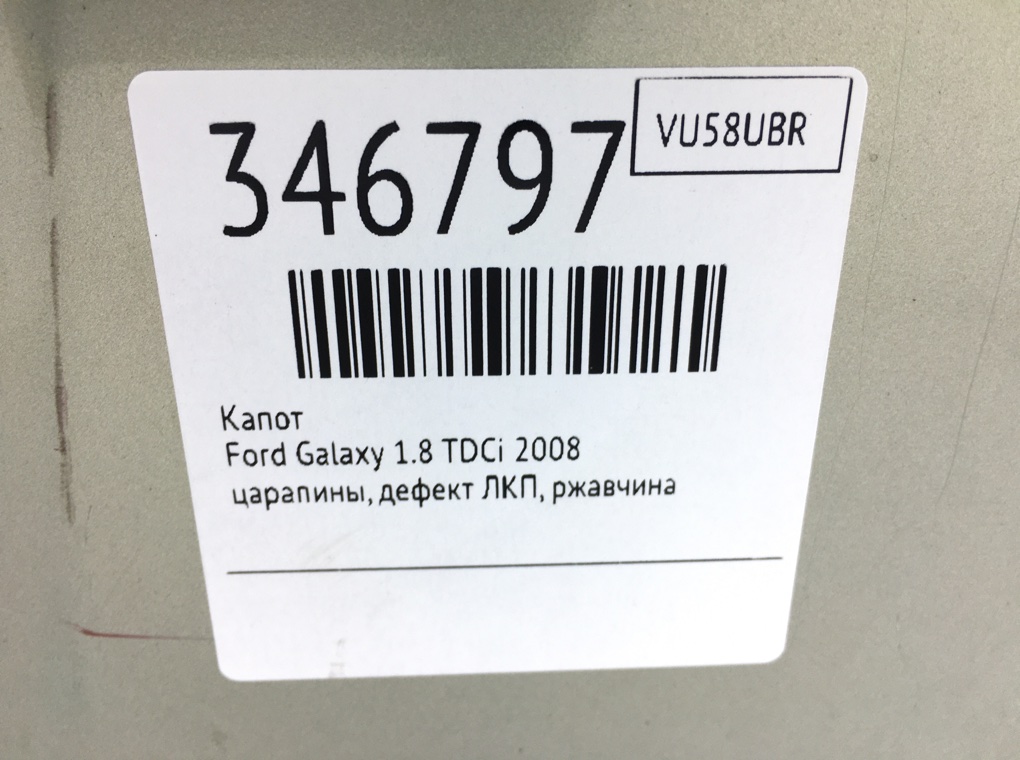 346797
VU58UBR
Капот
Ford Galaxy 1.8 TDCi 2008
царапины, дефект ЛКП, ржавчина